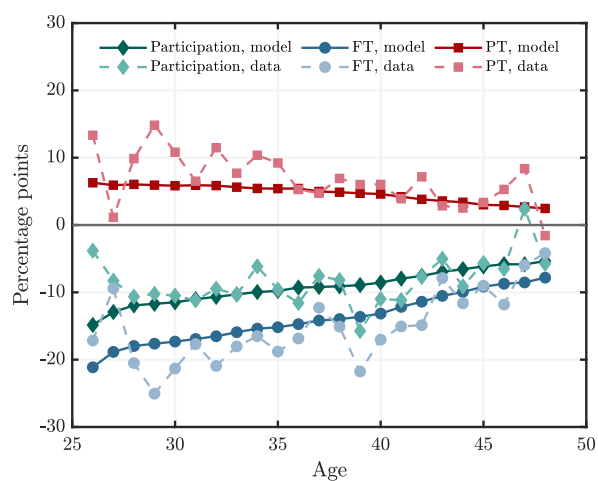 30
20
10
0
-10
-20
-30
Percentage points
Participation, model
FT, model
PT, model
Participation, data
FT, data
PT, data
25
30
35
40
45
50
Age